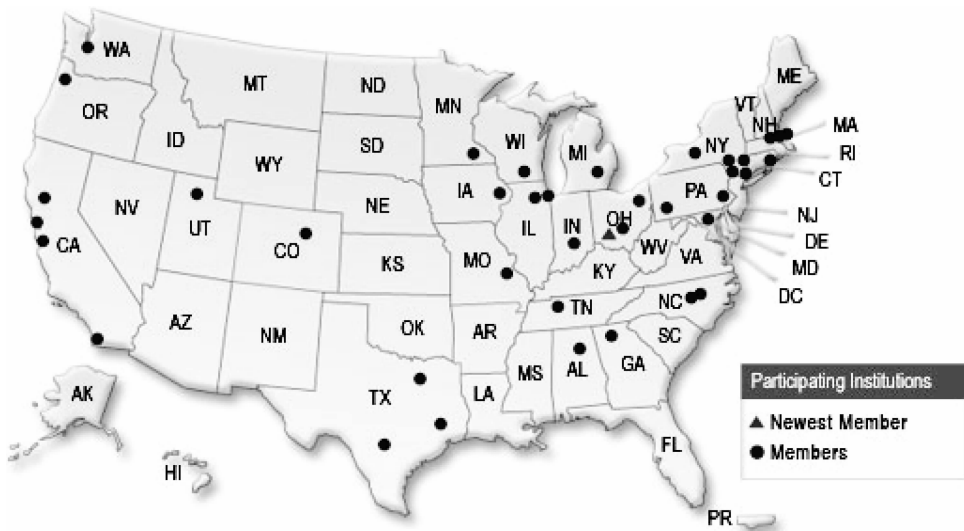 WA
MT
ND
ME
OR
MN
VT
NH
MA
ID
SD
WI
MI
NY
RI
WY
IA
PA
CT
NV
NE
OH
NJ
UT
IL
IN
DE
CA
CO
WV
MD
KS
MO
VA
DC
KY
AZ
NM
OK
AR
TN
NC
SC
MS
AL
GA
Participating Institutions
AK
TX
LA
Newest Member
FL
Members
HI
PR